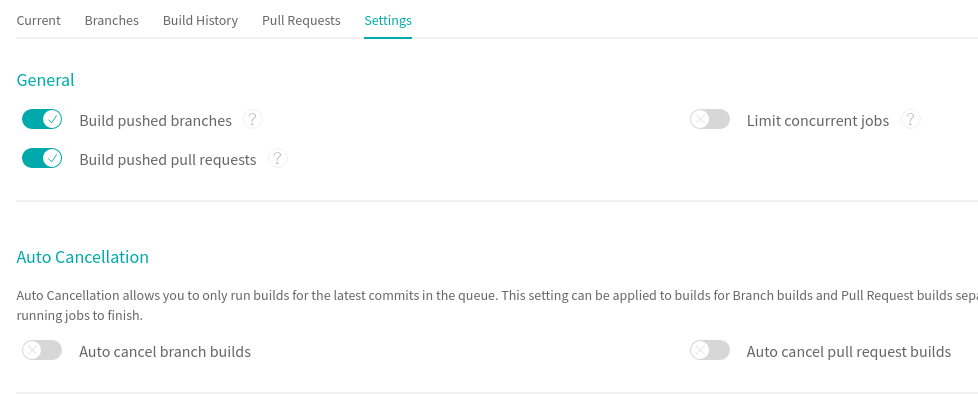 Current Branches Build History Pull Requests Settings
General
Build pushed branches ? Limit concurrent jobs ?
Build pushed pull requests ?
Auto Cancellation
Auto Cancellation allows you to only run builds for the latest commits in the queue. This setting can be applied to builds for Branch builds and Pull Request builds
running jobs to finish.
Auto cancel branch builds Auto cancel pull request builds